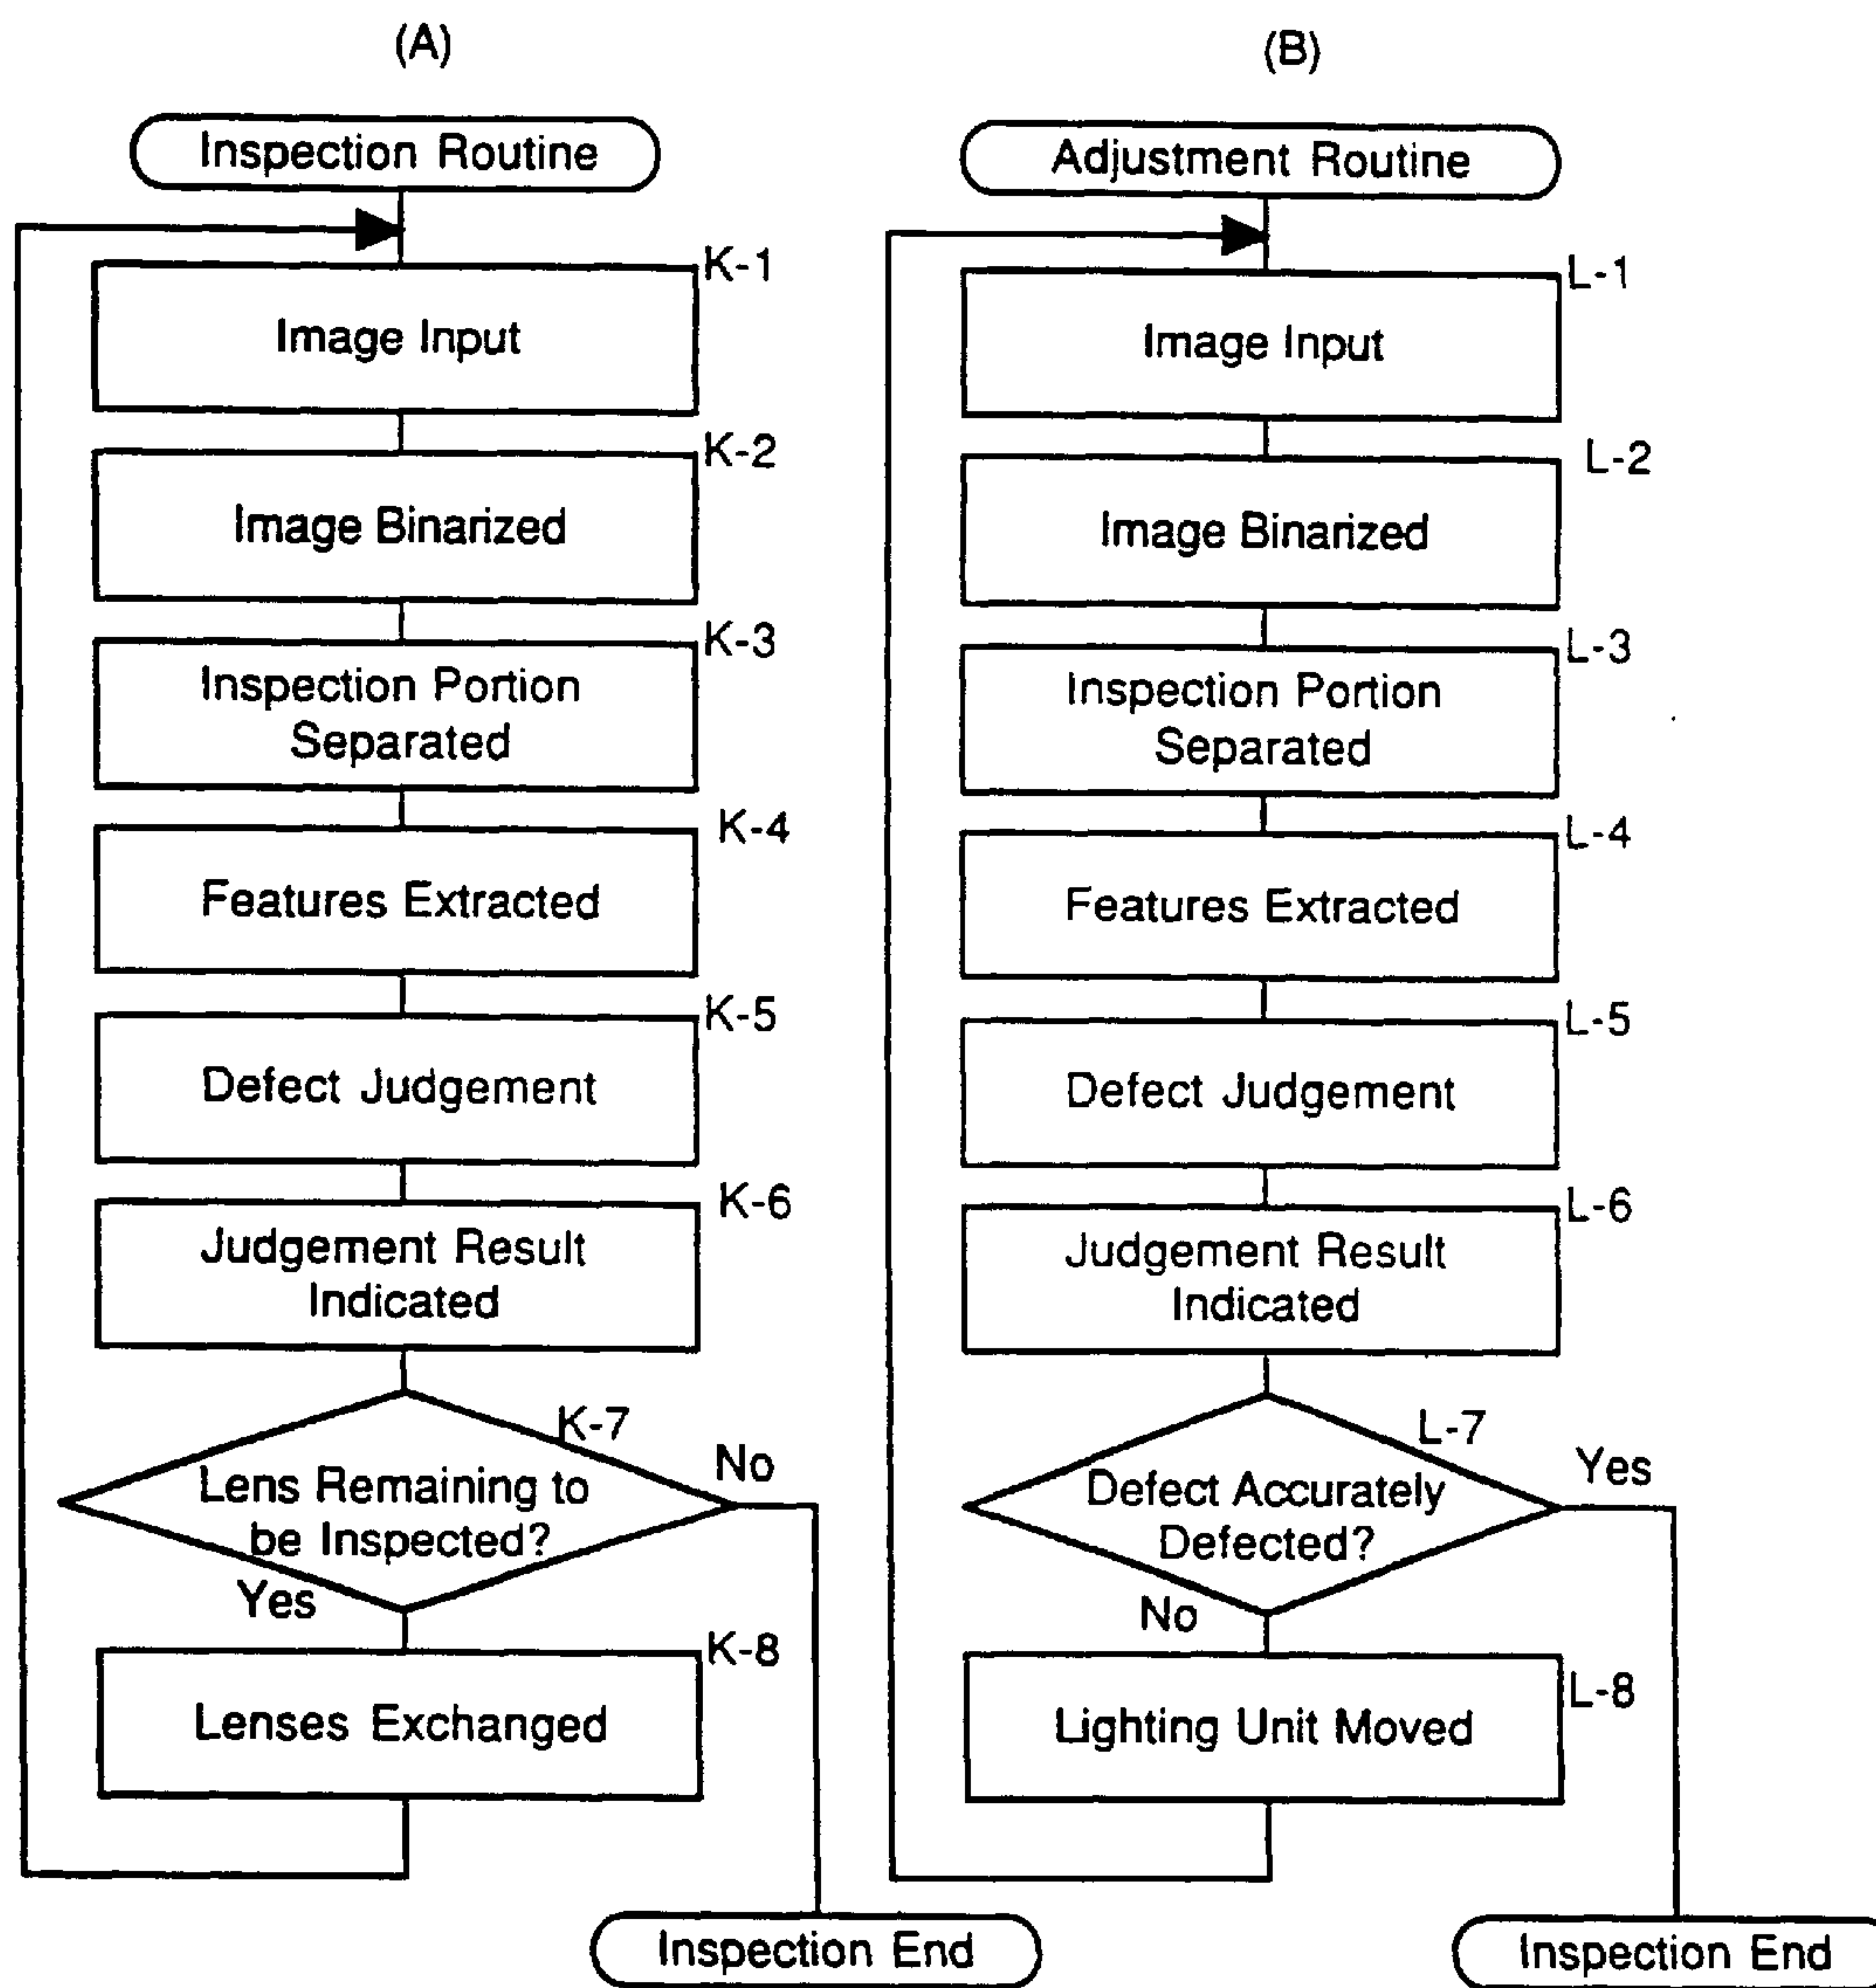 (A)
Inspection Routine
K-1
Image Input
K-2
Image Binarized
K-3
Inspection Portion
Separated
K-4
Features Extracted
K-5
Defect Judgement
K-6
Judgement Result
Indicated
K-7
No
Lens Remaining to
be Inspected?
Yes
K-8
Lenses Exchanged
Inspection End
(B)
Adjustment Routine
L-1
Image Input
L-2
Image Binarized
L-3
Inspection Portion
Separated
L-4
Features Extracted
L-5
Defect Judgement
L-6
Judgement Result
Indicated
L-7
Yes
Defect Accurately
Defected?
No
L-8
Lighting Unit Moved
Inspection End